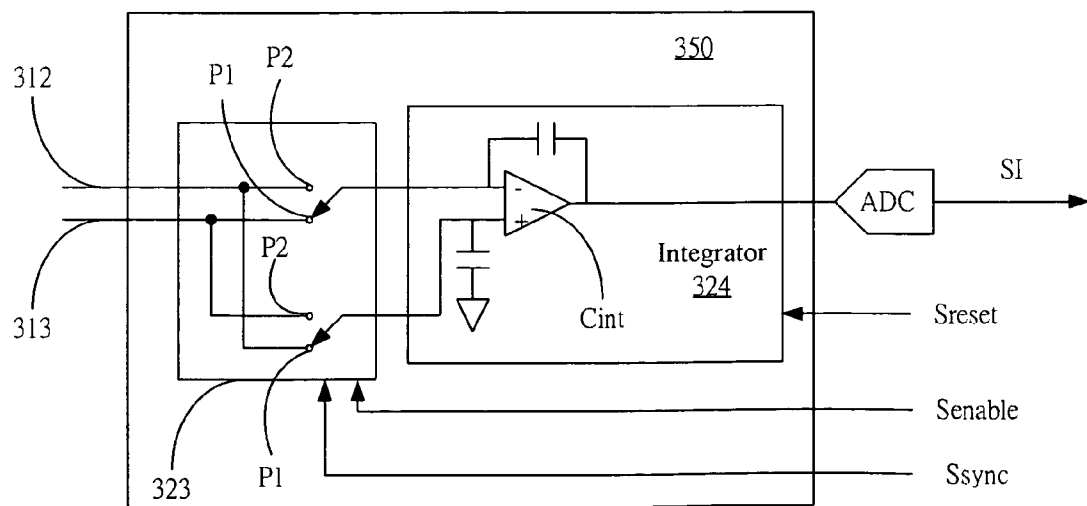 350
312
P1
P2
SI
-
ADC
+
P2
Integrator
324
313
Cint
Sreset
Senable
323
P1
Ssync